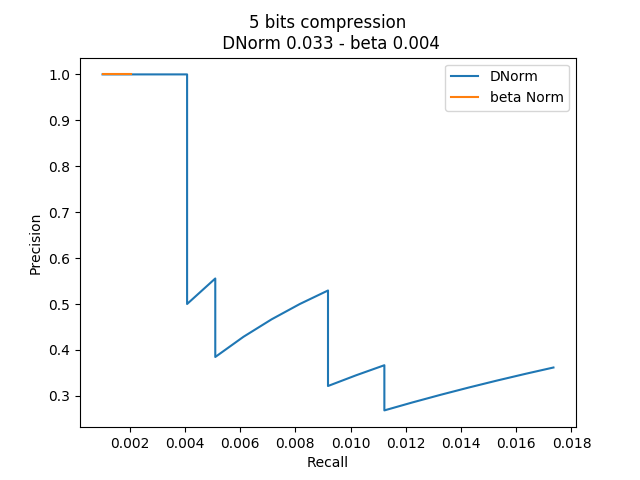 5 bits compression
DNorm 0.033 - beta 0.004
DNorm
beta Norm
1.0
0.9
0.8
0.7
0.6
0.5
0.4
0.3
Precision
0.002 0.004 0.006 0.008 0.010 0.012 0.014 0.016 0.018
Recall